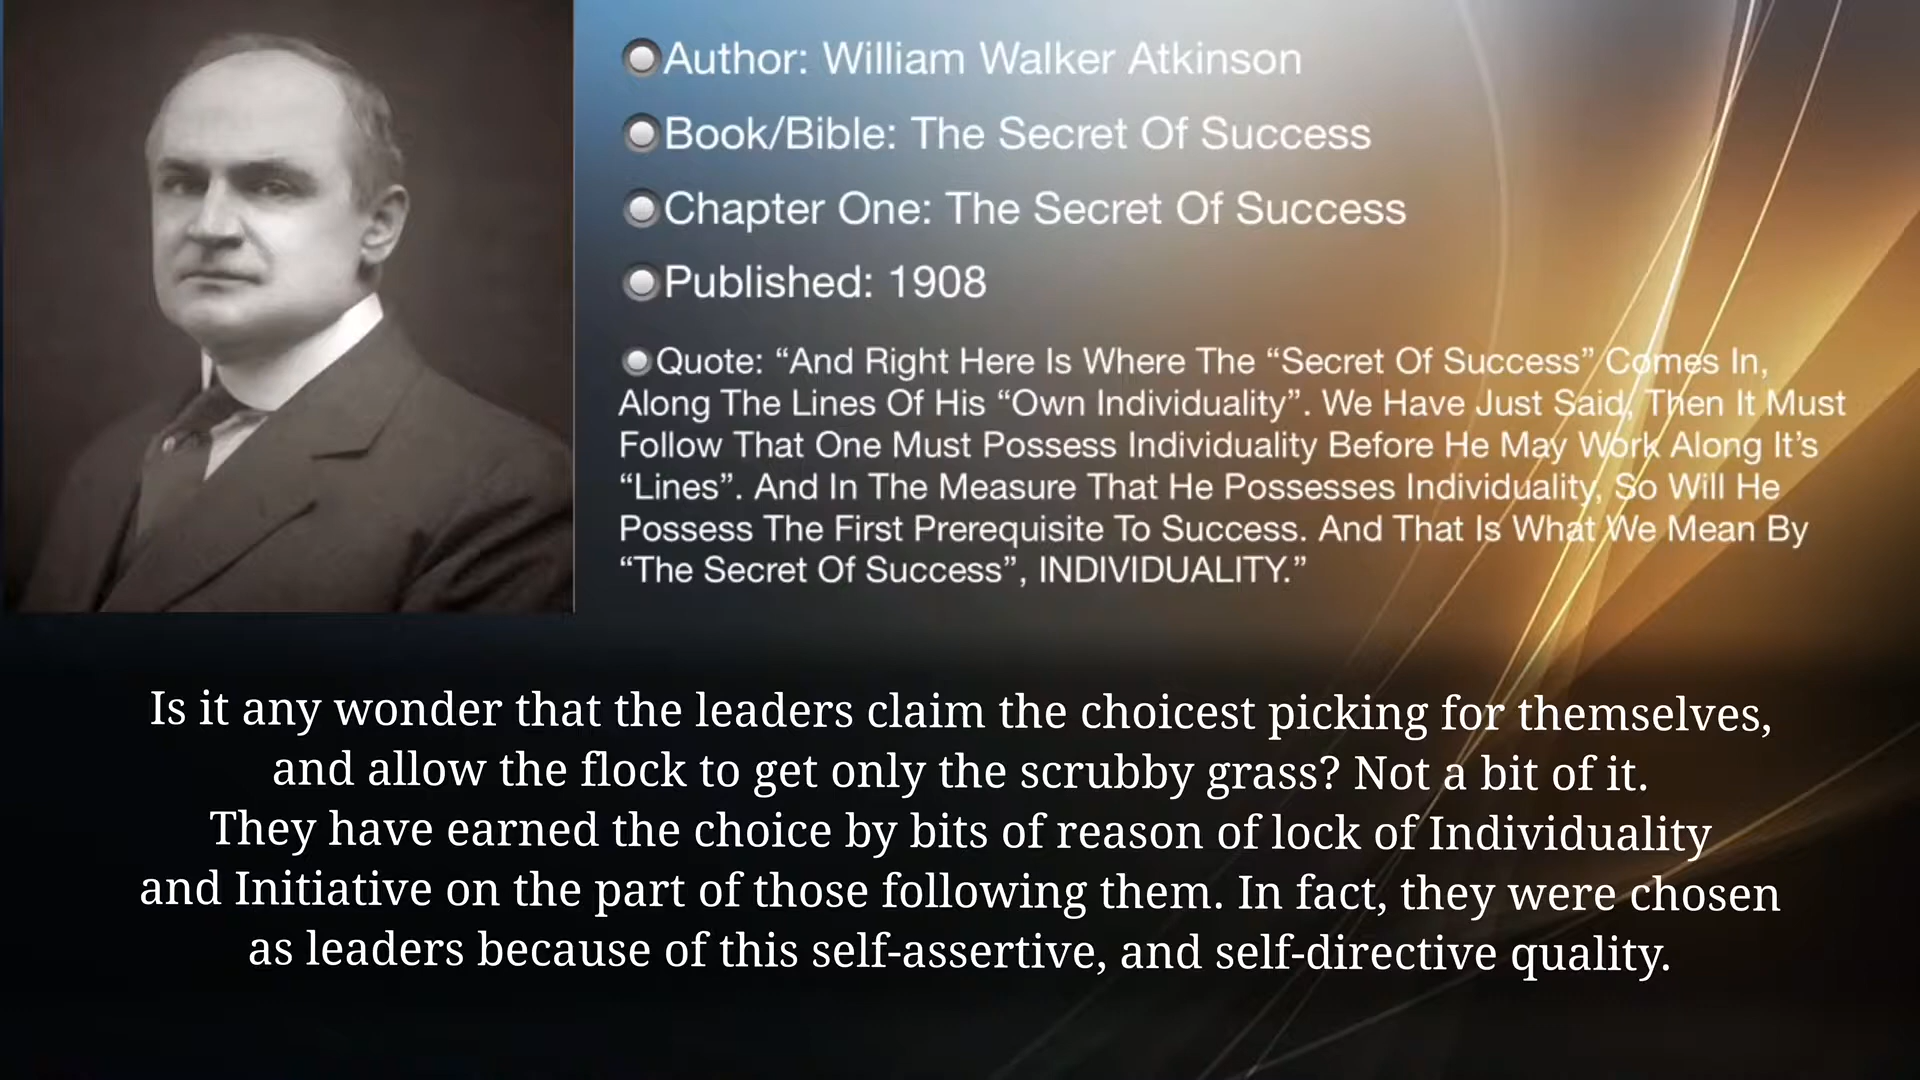 Author: William Walker Atkinson
Book/Bible: The Secret Of Success
Chapter One: The Secret Of Success
Published: 1908
Quote: “And Right Here Is Where The “Secret Of Success” Comes In,
Along The Lines Of His “Own Individuality”. We Have Just Said, Then It Must
Follow That One Must Possess Individuality Before He May Work Along It’s
“Lines”. And In The Measure That He Possesses Individuality, So Will He
Possess The First Prerequisite To Success. And That Is What We Mean By
“The Secret Of Success”, INDIVIDUALITY.”
Is it any wonder that the leaders claim the choicest picking for themselves,
and allow the flock to get only the scrubby grass? Not a bit of it.
They have earned the choice by bits of reason of lock of Individuality
and Initiative on the part of those following them. In fact, they were chosen
as leaders because of this self-assertive, and self-directive quality.